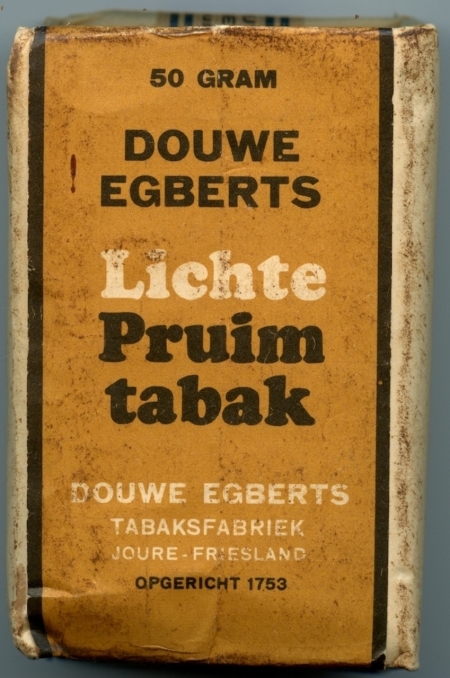 50 GRAM
DOUWE
EGBERTS
Lichte
Pruim
tabak
DOUWE EGBERTS
TABAKSFABRIEK
JOURE-FRIESLAND
OPGERICHT 1753